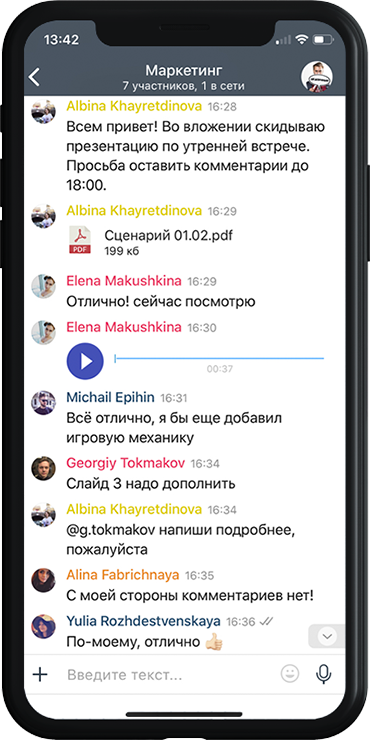 13:42
Маркетинг
7 участников, 1 в сети
Albina Khayretdinova 16:28
Всем привет! Во вложении скидываю
презентацию по утренней встрече.
Просьба оставить комментарии до
18:00.
Albina Khayretdinova 16:29
PDF
Сценарий 01.02.pdf
199 кб
Elena Makushkina 16:29
Отлично! сейчас посмотрю
Elena Makushkina 16:30
00:37
Michail Epihin 16:31
Всё отлично, я бы еще добавил
игровую механику
Georgiy Tokmakov 16:34
Слайд 3 надо дополнить
Albina Khayretdinova 16:34
@g.tokmakov напиши подробнее,
пожалуйста
Alina Fabrichnaya 16:35
С моей стороны комментариев нет!
Yulia Rozhdestvenskaya 16:36
По-моему, отлично 👍🏻
Введите текст...